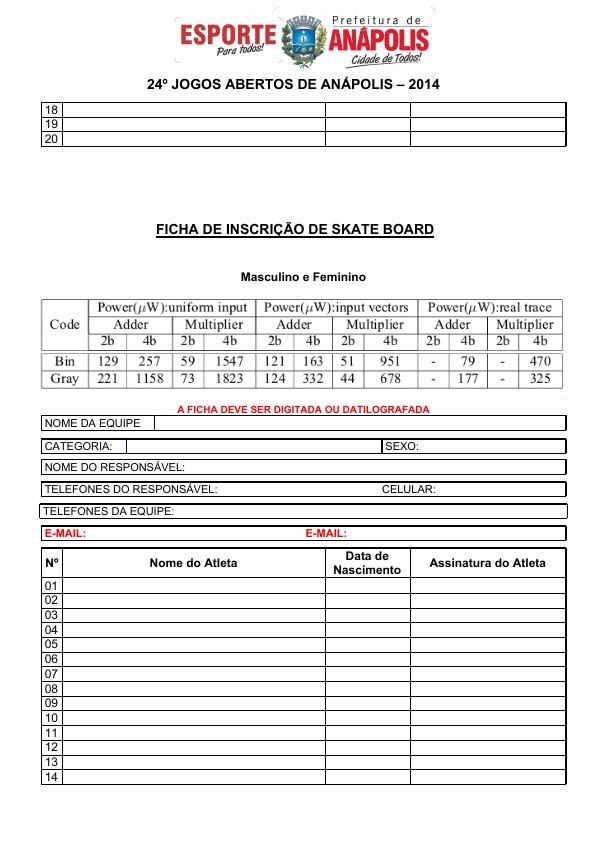 ESPORTE
Para todos!
Prefeitura de
ANÁPOLIS
Cidade de Todos!
24º JOGOS ABERTOS DE ANÁPOLIS – 2014
18
19
20
FICHA DE INSCRIÇÃO DE SKATE BOARD
Masculino e Feminino
Code Power(μW):uniform input Power(μW):input vectors Power(μW):real trace
Adder Multiplier Adder Multiplier Adder Multiplier
2b 4b 2b 4b 2b 4b 2b 4b 2b 4b 2b 4b
Bin 129 257 59 1547 121 163 51 951 - 79 - 470
Gray 221 1158 73 1823 124 332 44 678 - 177 - 325
A FICHA DEVE SER DIGITADA OU DATILOGRAFADA
NOME DA EQUIPE
CATEGORIA: SEXO:
NOME DO RESPONSÁVEL:
TELEFONES DO RESPONSÁVEL: CELULAR:
TELEFONES DA EQUIPE:
E-MAIL: E-MAIL:
Nº Nome do Atleta Data de Nascimento Assinatura do Atleta
01
02
03
04
05
06
07
08
09
10
11
12
13
14